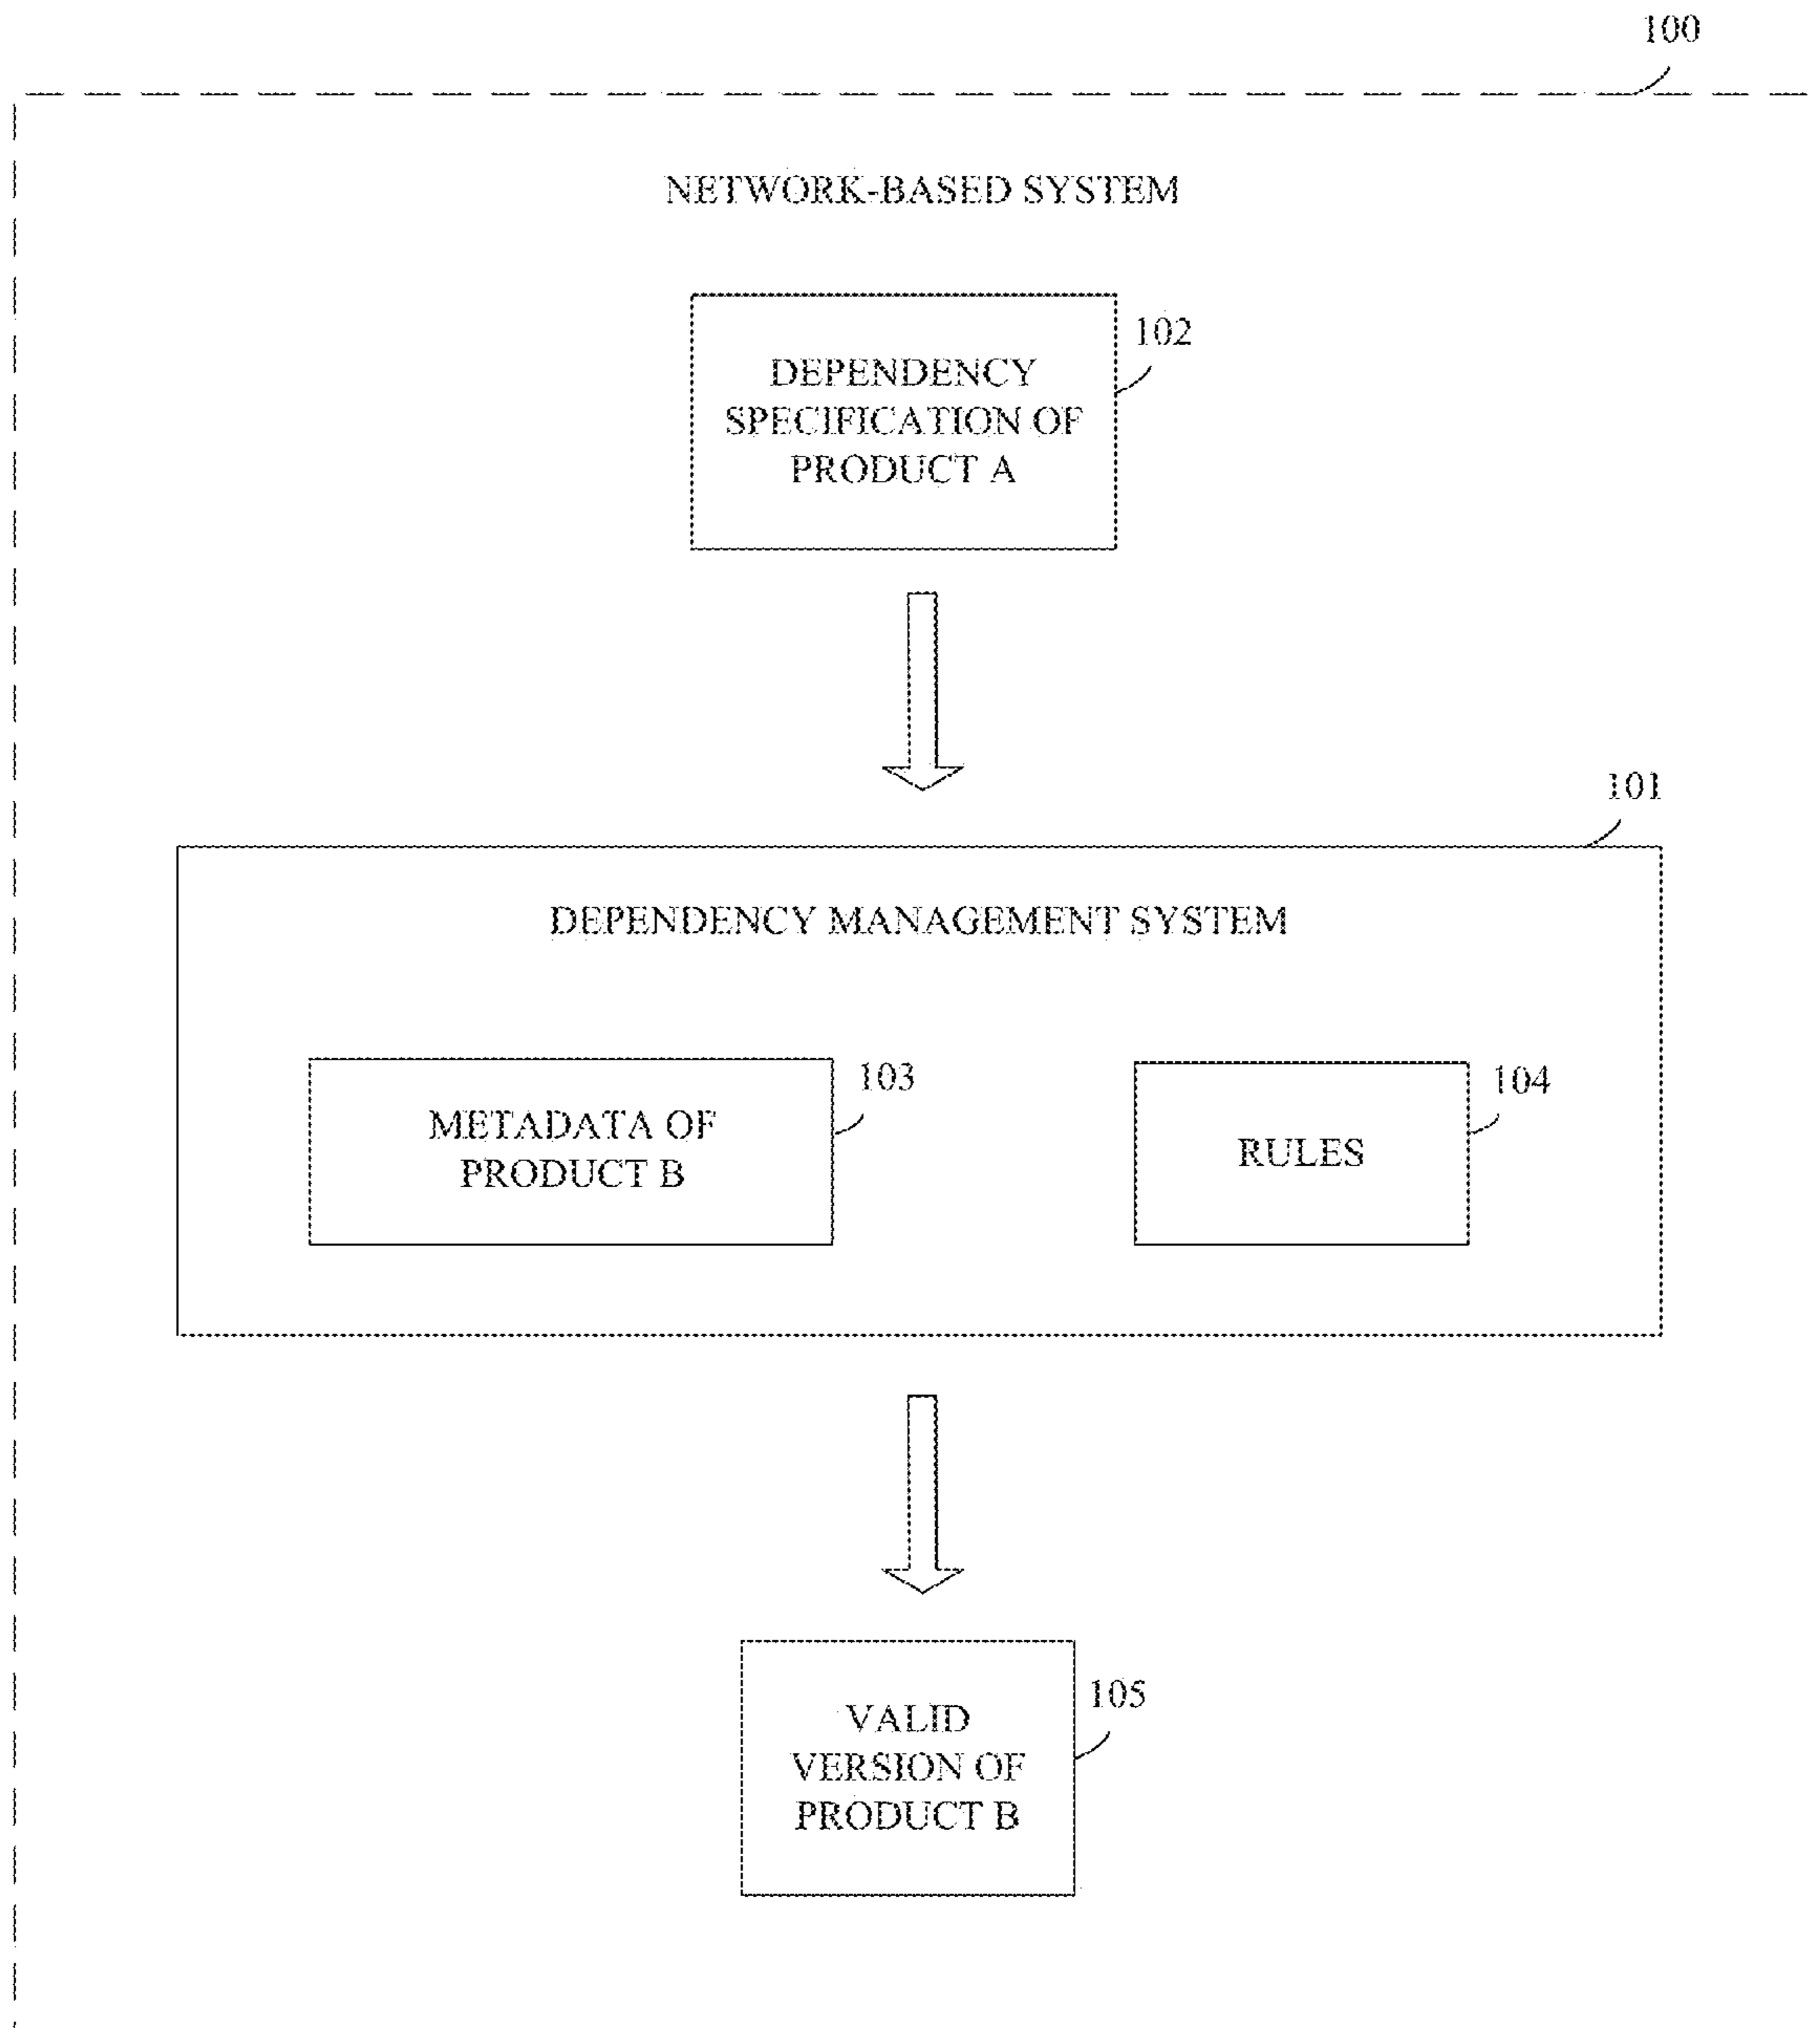 100
NETWORK-BASED SYSTEM
102
DEPENDENCY
SPECIFICATION OF
PRODUCT A
101
DEPENDENCY MANAGEMENT SYSTEM
103
METADATA OF
PRODUCT B
104
RULES
105
VALID
VERSION OF
PRODUCT B